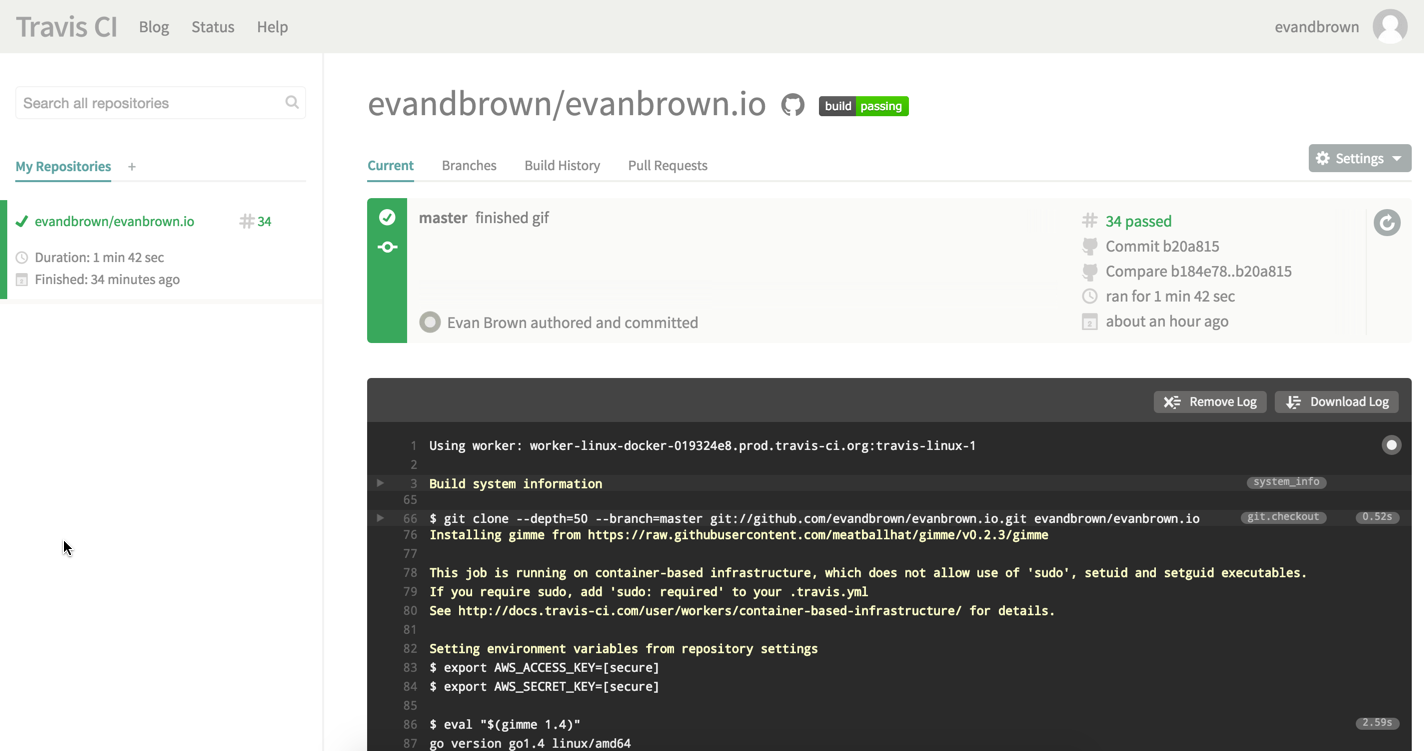 Travis CI Blog Status Help evandbrown
Search all repositories
My Repositories +
evandbrown/evanbrown.io # 34
Duration: 1 min 42 sec
Finished: 34 minutes ago
evandbrown/evanbrown.io build passing
Current Branches Build History Pull Requests
Settings
master finished gif
Evan Brown authored and committed
# 34 passed
Commit b20a815
Compare b184e78..b20a815
ran for 1 min 42 sec
about an hour ago
Remove Log Download Log
1 Using worker: worker-linux-docker-019324e8.prod.travis-ci.org:travis-linux-1
2
3 Build system information system_info
65
66 $ git clone --depth=50 --branch=master git://github.com/evandbrown/evanbrown.io.git evandbrown/evanbrown.io git.checkout 0.52s
76 Installing gimme from https://raw.githubusercontent.com/meatballhat/gimme/v0.2.3/gimme
77
78 This job is running on container-based infrastructure, which does not allow use of 'sudo', setuid and setguid executables.
79 If you require sudo, add 'sudo: required' to your .travis.yml
80 See http://docs.travis-ci.com/user/workers/container-based-infrastructure/ for details.
81
82 Setting environment variables from repository settings
83 $ export AWS_ACCESS_KEY=[secure]
84 $ export AWS_SECRET_KEY=[secure]
85
86 $ eval "$(gimme 1.4)" 2.59s
87 go version go1.4 linux/amd64